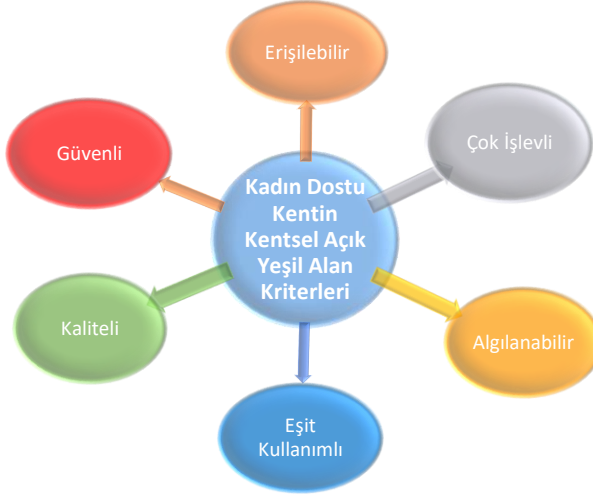 Erişilebilir
Güvenli
Çok İşlevli
Kadın Dostu
Kentin
Kentsel Açık
Yeşil Alan
Kriterleri
Kaliteli
Algılanabilir
Eşit
Kullanımlı